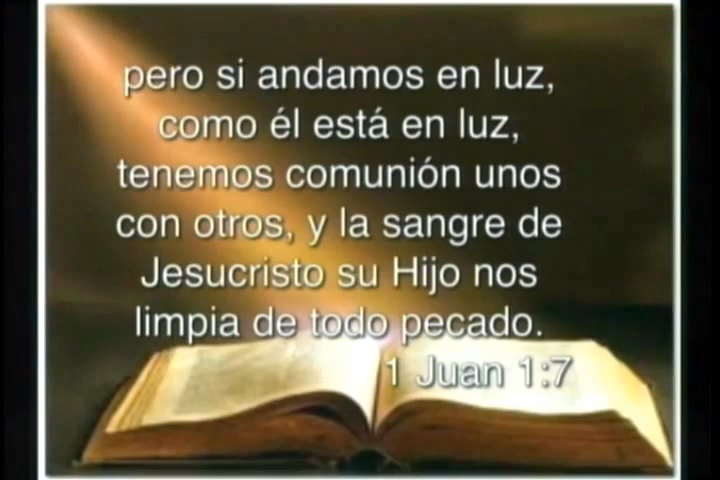 pero si andamos en luz,
como él está en luz,
tenemos comunión unos
con otros, y la sangre de
Jesucristo su Hijo nos
limpia de todo pecado.
1 Juan 1:7